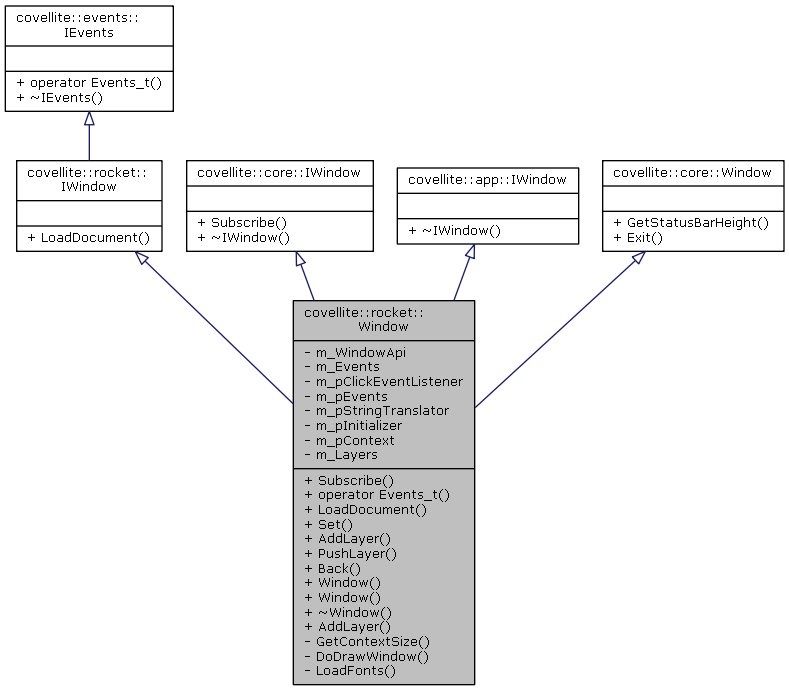 covellite::events::
IEvents
+ operator Events_t()
+ ~IEvents()
covellite::rocket::
IWindow
+ LoadDocument()
covellite::core::IWindow
+ Subscribe()
+ ~IWindow()
covellite::app::IWindow
+ ~IWindow()
covellite::core::Window
+ GetStatusBarHeight()
+ Exit()
covellite::rocket::
Window
- m_WindowApi
- m_Events
- m_pClickEventListener
- m_pEvents
- m_pStringTranslator
- m_pInitializer
- m_pContext
- m_Layers
+ Subscribe()
+ operator Events_t()
+ LoadDocument()
+ Set()
+ AddLayer()
+ PushLayer()
+ Back()
+ Window()
+ Window()
+ ~Window()
+ AddLayer()
- GetContextSize()
- DoDrawWindow()
- LoadFonts()